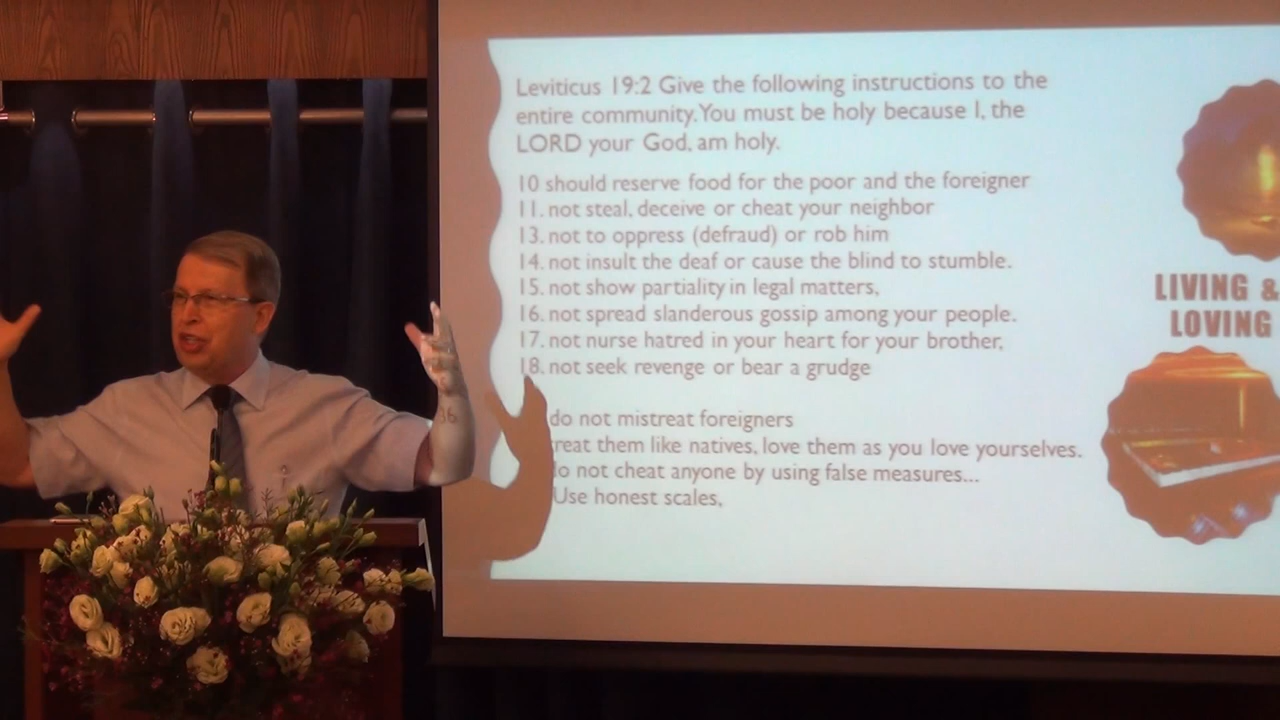 Leviticus 19:2 Give the following instructions to the
entire community. You must be holy because I, the
LORD your God, am holy.
10 should reserve food for the poor and the foreigner
11. not steal, deceive or cheat your neighbor
13. not to oppress (defraud) or rob him
14. not insult the deaf or cause the blind to stumble.
15. not show partiality in legal matters,
16. not spread slanderous gossip among your people.
17. not nurse hatred in your heart for your brother,
18. not seek revenge or bear a grudge
do not mistreat foreigners
reat them like natives, love them as you love yourselves.
do not cheat anyone by using false measures...
Use honest scales,
LIVING &
LOVING